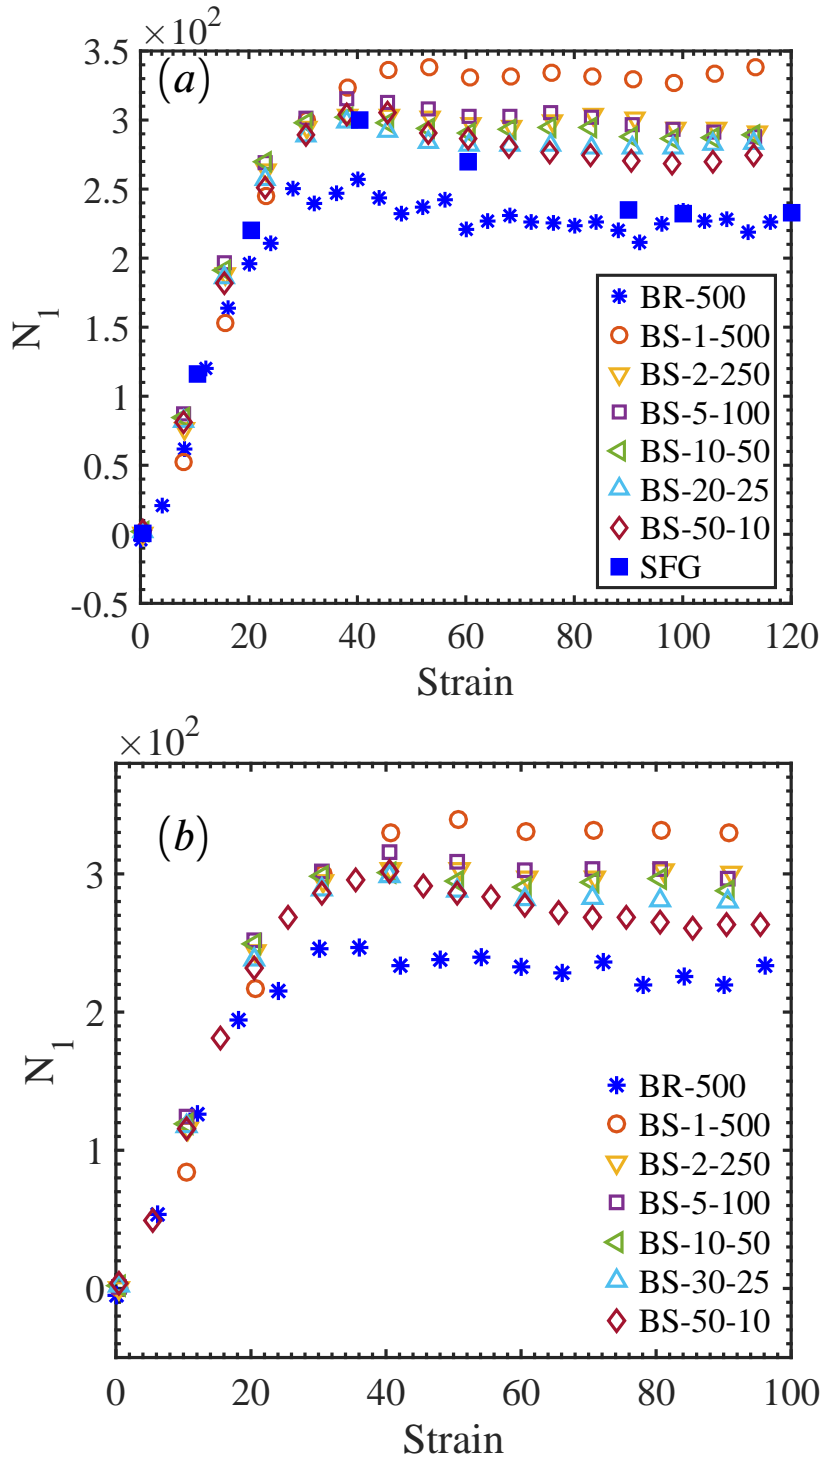 ×10²
3.5
(a)
3
2.5
2
1.5
1
0.5
0
-0.5
N₁
BR-500
BS-1-500
BS-2-250
BS-5-100
BS-10-50
BS-20-25
BS-50-10
SFG
0 20 40 60 80 100 120
Strain
×10²
(b)
3
2
1
0
N₁
BR-500
BS-1-500
BS-2-250
BS-5-100
BS-10-50
BS-30-25
BS-50-10
0 20 40 60 80 100
Strain